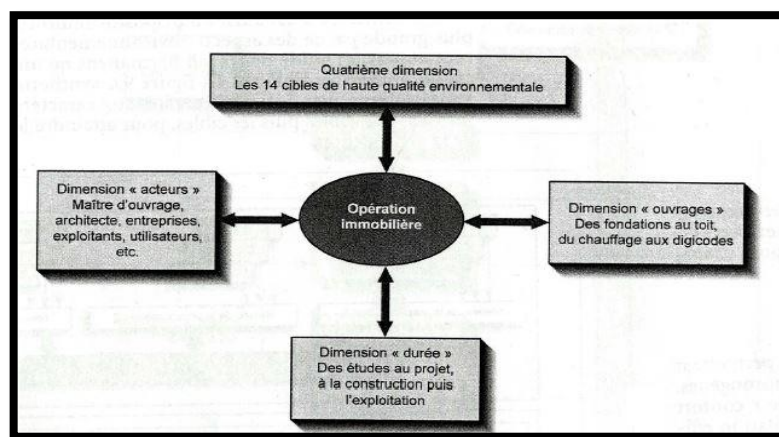 Quatrième dimension
Les 14 cibles de haute qualité environnementale
Dimension « acteurs »
Maître d'ouvrage,
architecte, entreprises,
exploitants, utilisateurs,
etc.
Opération
immobilière
Dimension « ouvrages »
Des fondations au toit,
du chauffage aux digicodes
Dimension « durée »
Des études au projet,
à la construction puis
l'exploitation